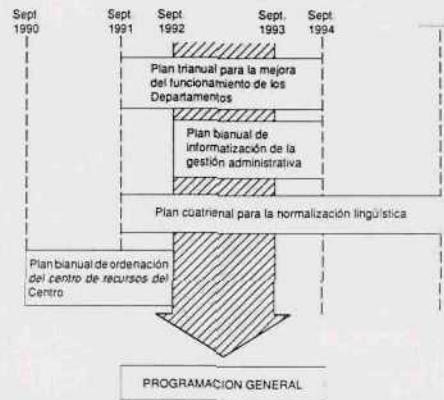 Sept. Sept. Sept. Sept. Sept.
1990 1991 1992 1993 1994
Plan trianual para la mejora
del funcionamiento de los
Departamentos
Plan bianual de
informatización de la
gestión administrativa
Plan cuatrienal para la normalización lingüística
Plan bianual de ordenación
del centro de recursos del
Centro
PROGRAMACION GENERAL